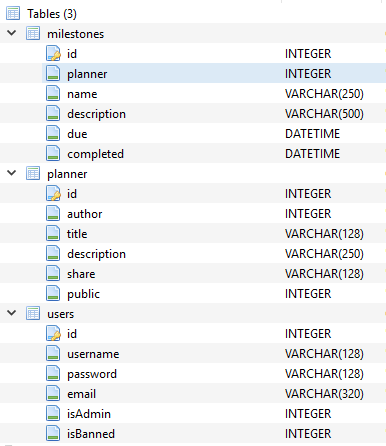 Tables (3)
milestones
id INTEGER
planner INTEGER
name VARCHAR(250)
description VARCHAR(500)
due DATETIME
completed DATETIME
planner
id INTEGER
author INTEGER
title VARCHAR(128)
description VARCHAR(250)
share VARCHAR(128)
public INTEGER
users
id INTEGER
username VARCHAR(128)
password VARCHAR(128)
email VARCHAR(320)
isAdmin INTEGER
isBanned INTEGER